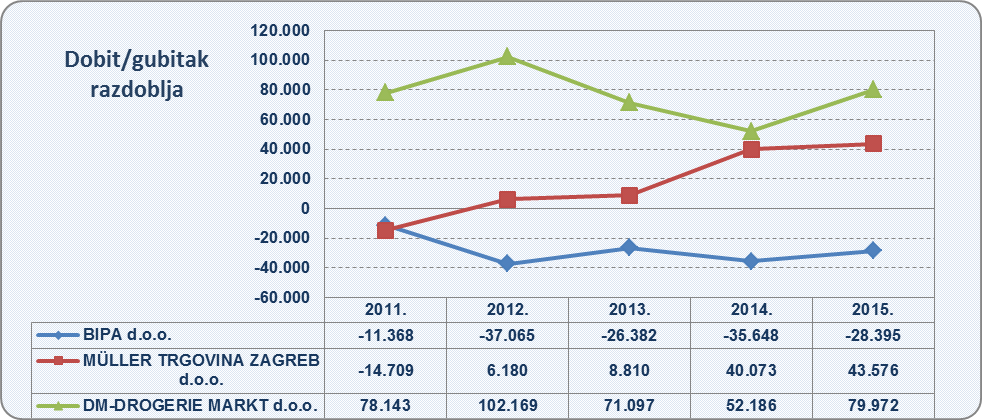 Dobit/gubitak
razdoblja
120.000
100.000
80.000
60.000
40.000
20.000
0
-20.000
-40.000
-60.000
2011. 2012. 2013. 2014. 2015.
BIPA d.o.o. -11.368 -37.065 -26.382 -35.648 -28.395
MÜLLER TRGOVINA ZAGREB
d.o.o. -14.709 6.180 8.810 40.073 43.576
DM-DROGERIE MARKT d.o.o. 78.143 102.169 71.097 52.186 79.972